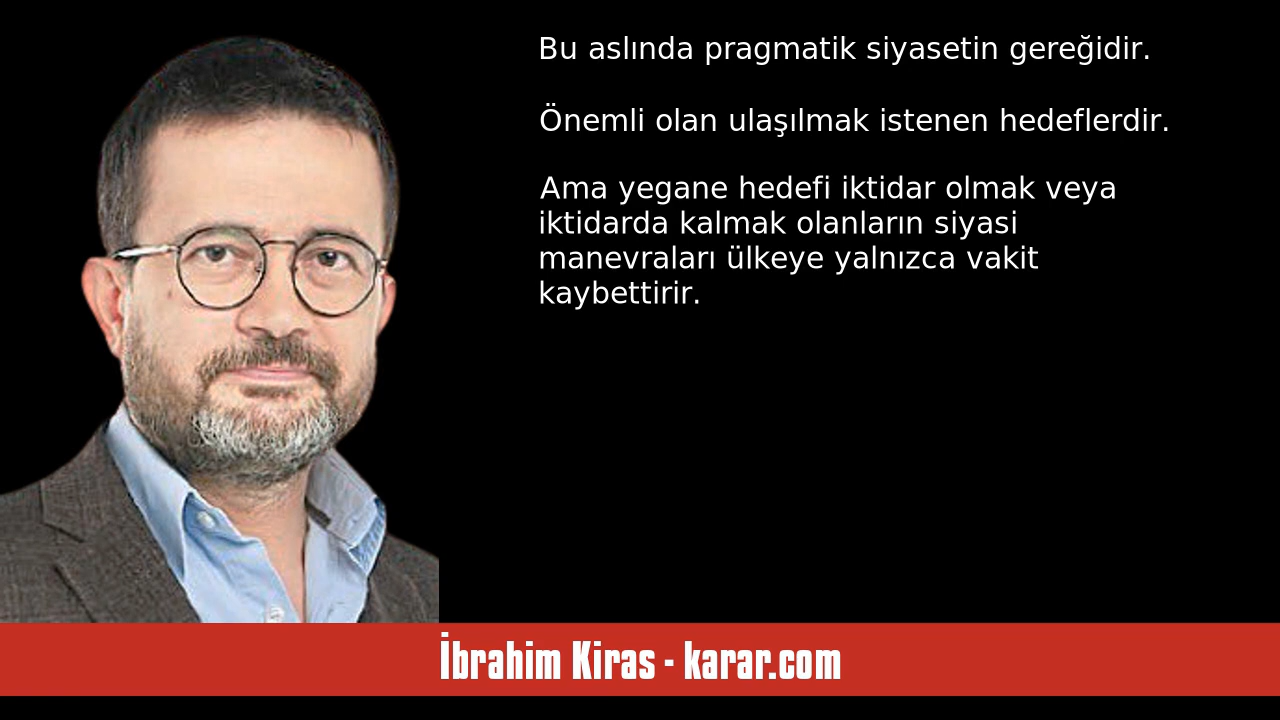 Bu aslında pragmatik siyasetin gereğidir.
Önemli olan ulaşılmak istenen hedeflerdir.
Ama yegane hedefi iktidar olmak veya
iktidarda kalmak olanların siyasi
manevraları ülkeye yalnızca vakit
kaybettirir.
İbrahim Kiras - karar.com